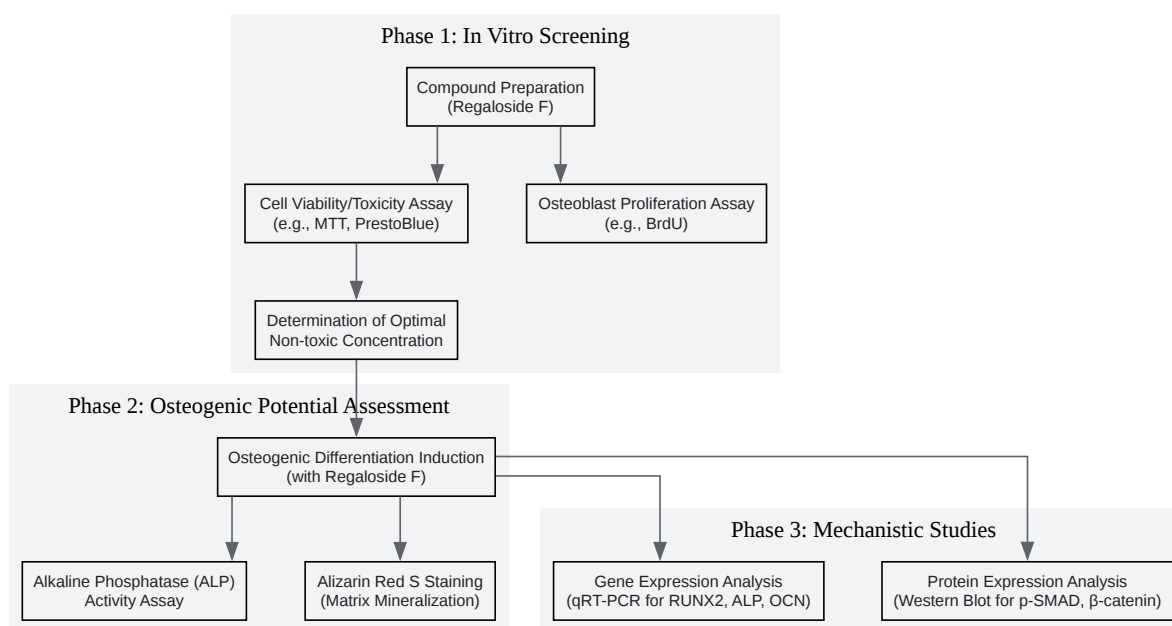 Phase 1: In Vitro Screening
Compound Preparation
(Regaloside F)
Cell Viability/Toxicity Assay
(e.g., MTT, PrestoBlue)
Osteoblast Proliferation Assay
(e.g., BrdU)
Determination of Optimal
Non-toxic Concentration
Phase 2: Osteogenic Potential Assessment
Osteogenic Differentiation Induction
(with Regaloside F)
Alkaline Phosphatase (ALP)
Activity Assay
Alizarin Red S Staining
(Matrix Mineralization)
Phase 3: Mechanistic Studies
Gene Expression Analysis
(qRT-PCR for RUNX2, ALP, OCN)
Protein Expression Analysis
(Western Blot for p-SMAD, β-catenin)